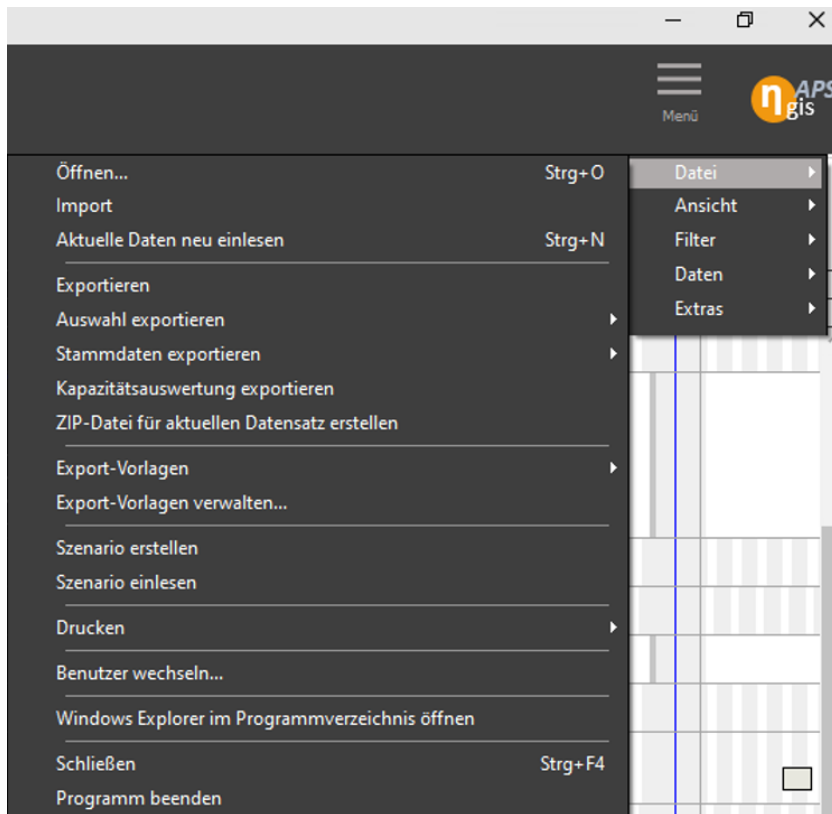 Menü
η APS
gis
Datei
Ansicht
Filter
Daten
Extras
Öffnen... Strg+O
Import
Aktuelle Daten neu einlesen Strg+N
Exportieren
Auswahl exportieren
Stammdaten exportieren
Kapazitätsauswertung exportieren
ZIP-Datei für aktuellen Datensatz erstellen
Export-Vorlagen
Export-Vorlagen verwalten...
Szenario erstellen
Szenario einlesen
Drucken
Benutzer wechseln...
Windows Explorer im Programmverzeichnis öffnen
Schließen Strg+F4
Programm beenden